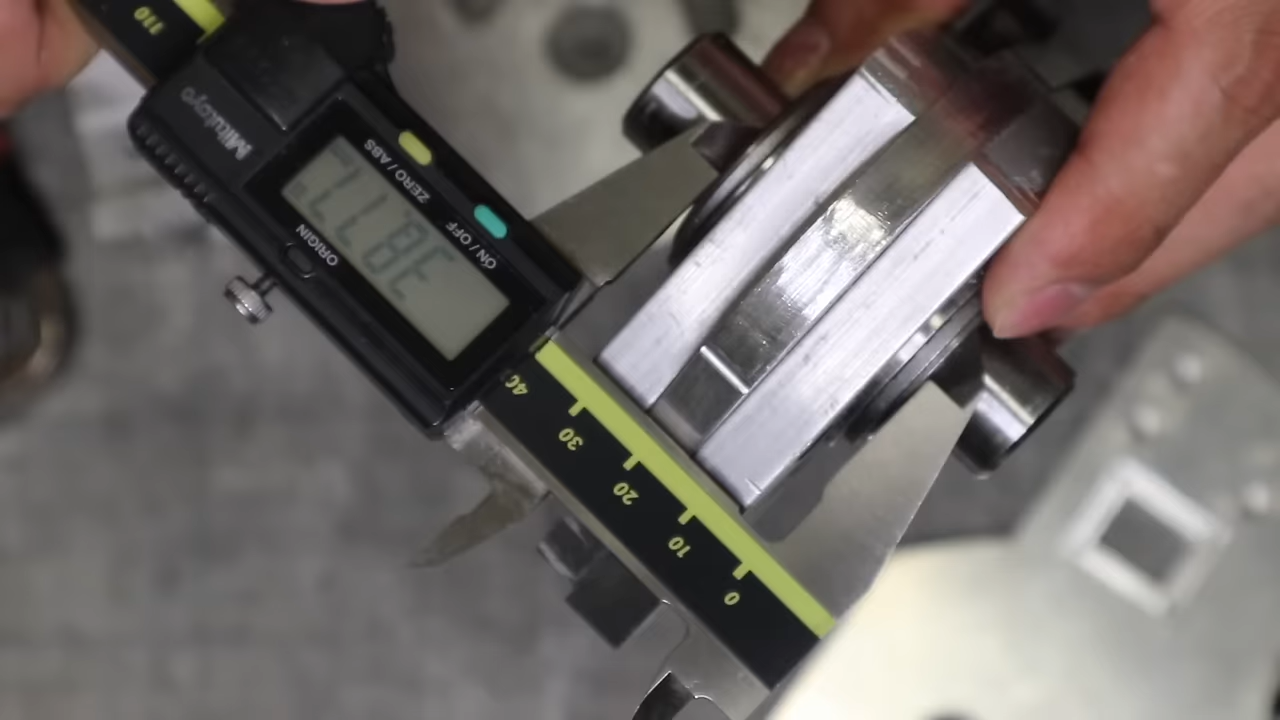 Mitutoyo
ZERO / ABS
ON / OFF
ORIGIN
38.77
0
10
20
30
40
110